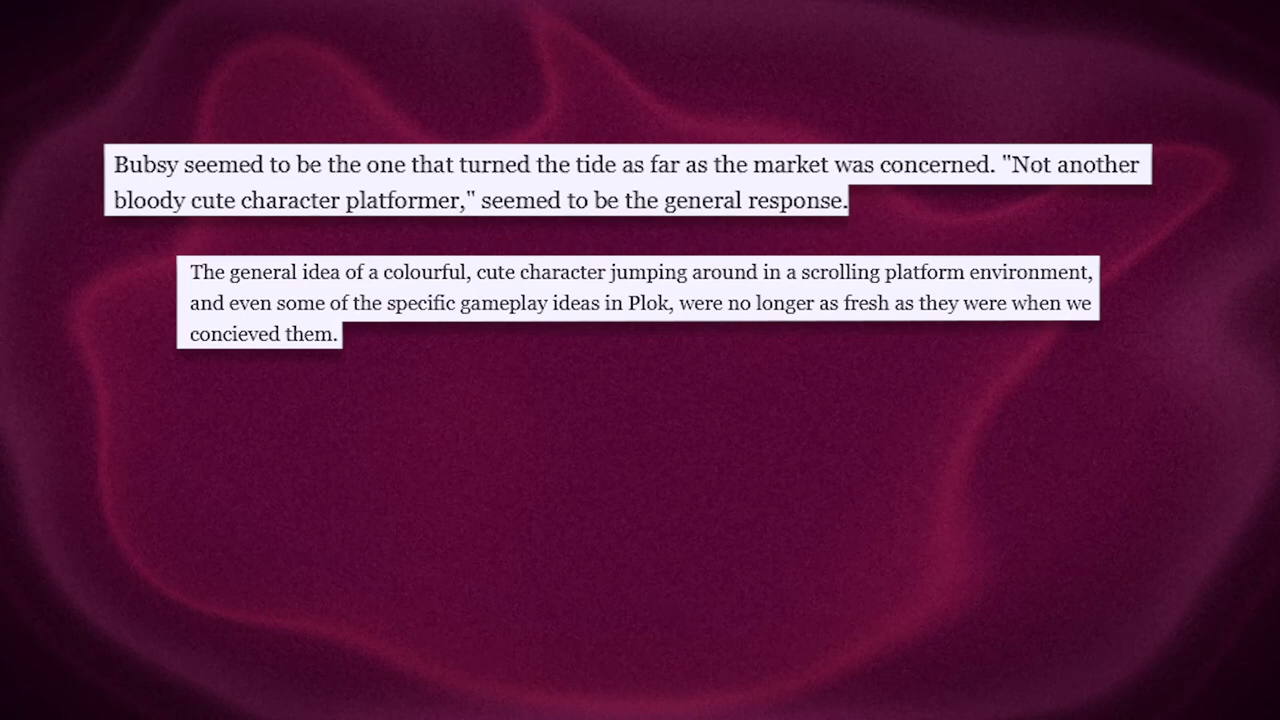 Bubsy seemed to be the one that turned the tide as far as the market was concerned. "Not another
bloody cute character platformer," seemed to be the general response.
The general idea of a colourful, cute character jumping around in a scrolling platform environment,
and even some of the specific gameplay ideas in Plok, were no longer as fresh as they were when we
concieved them.